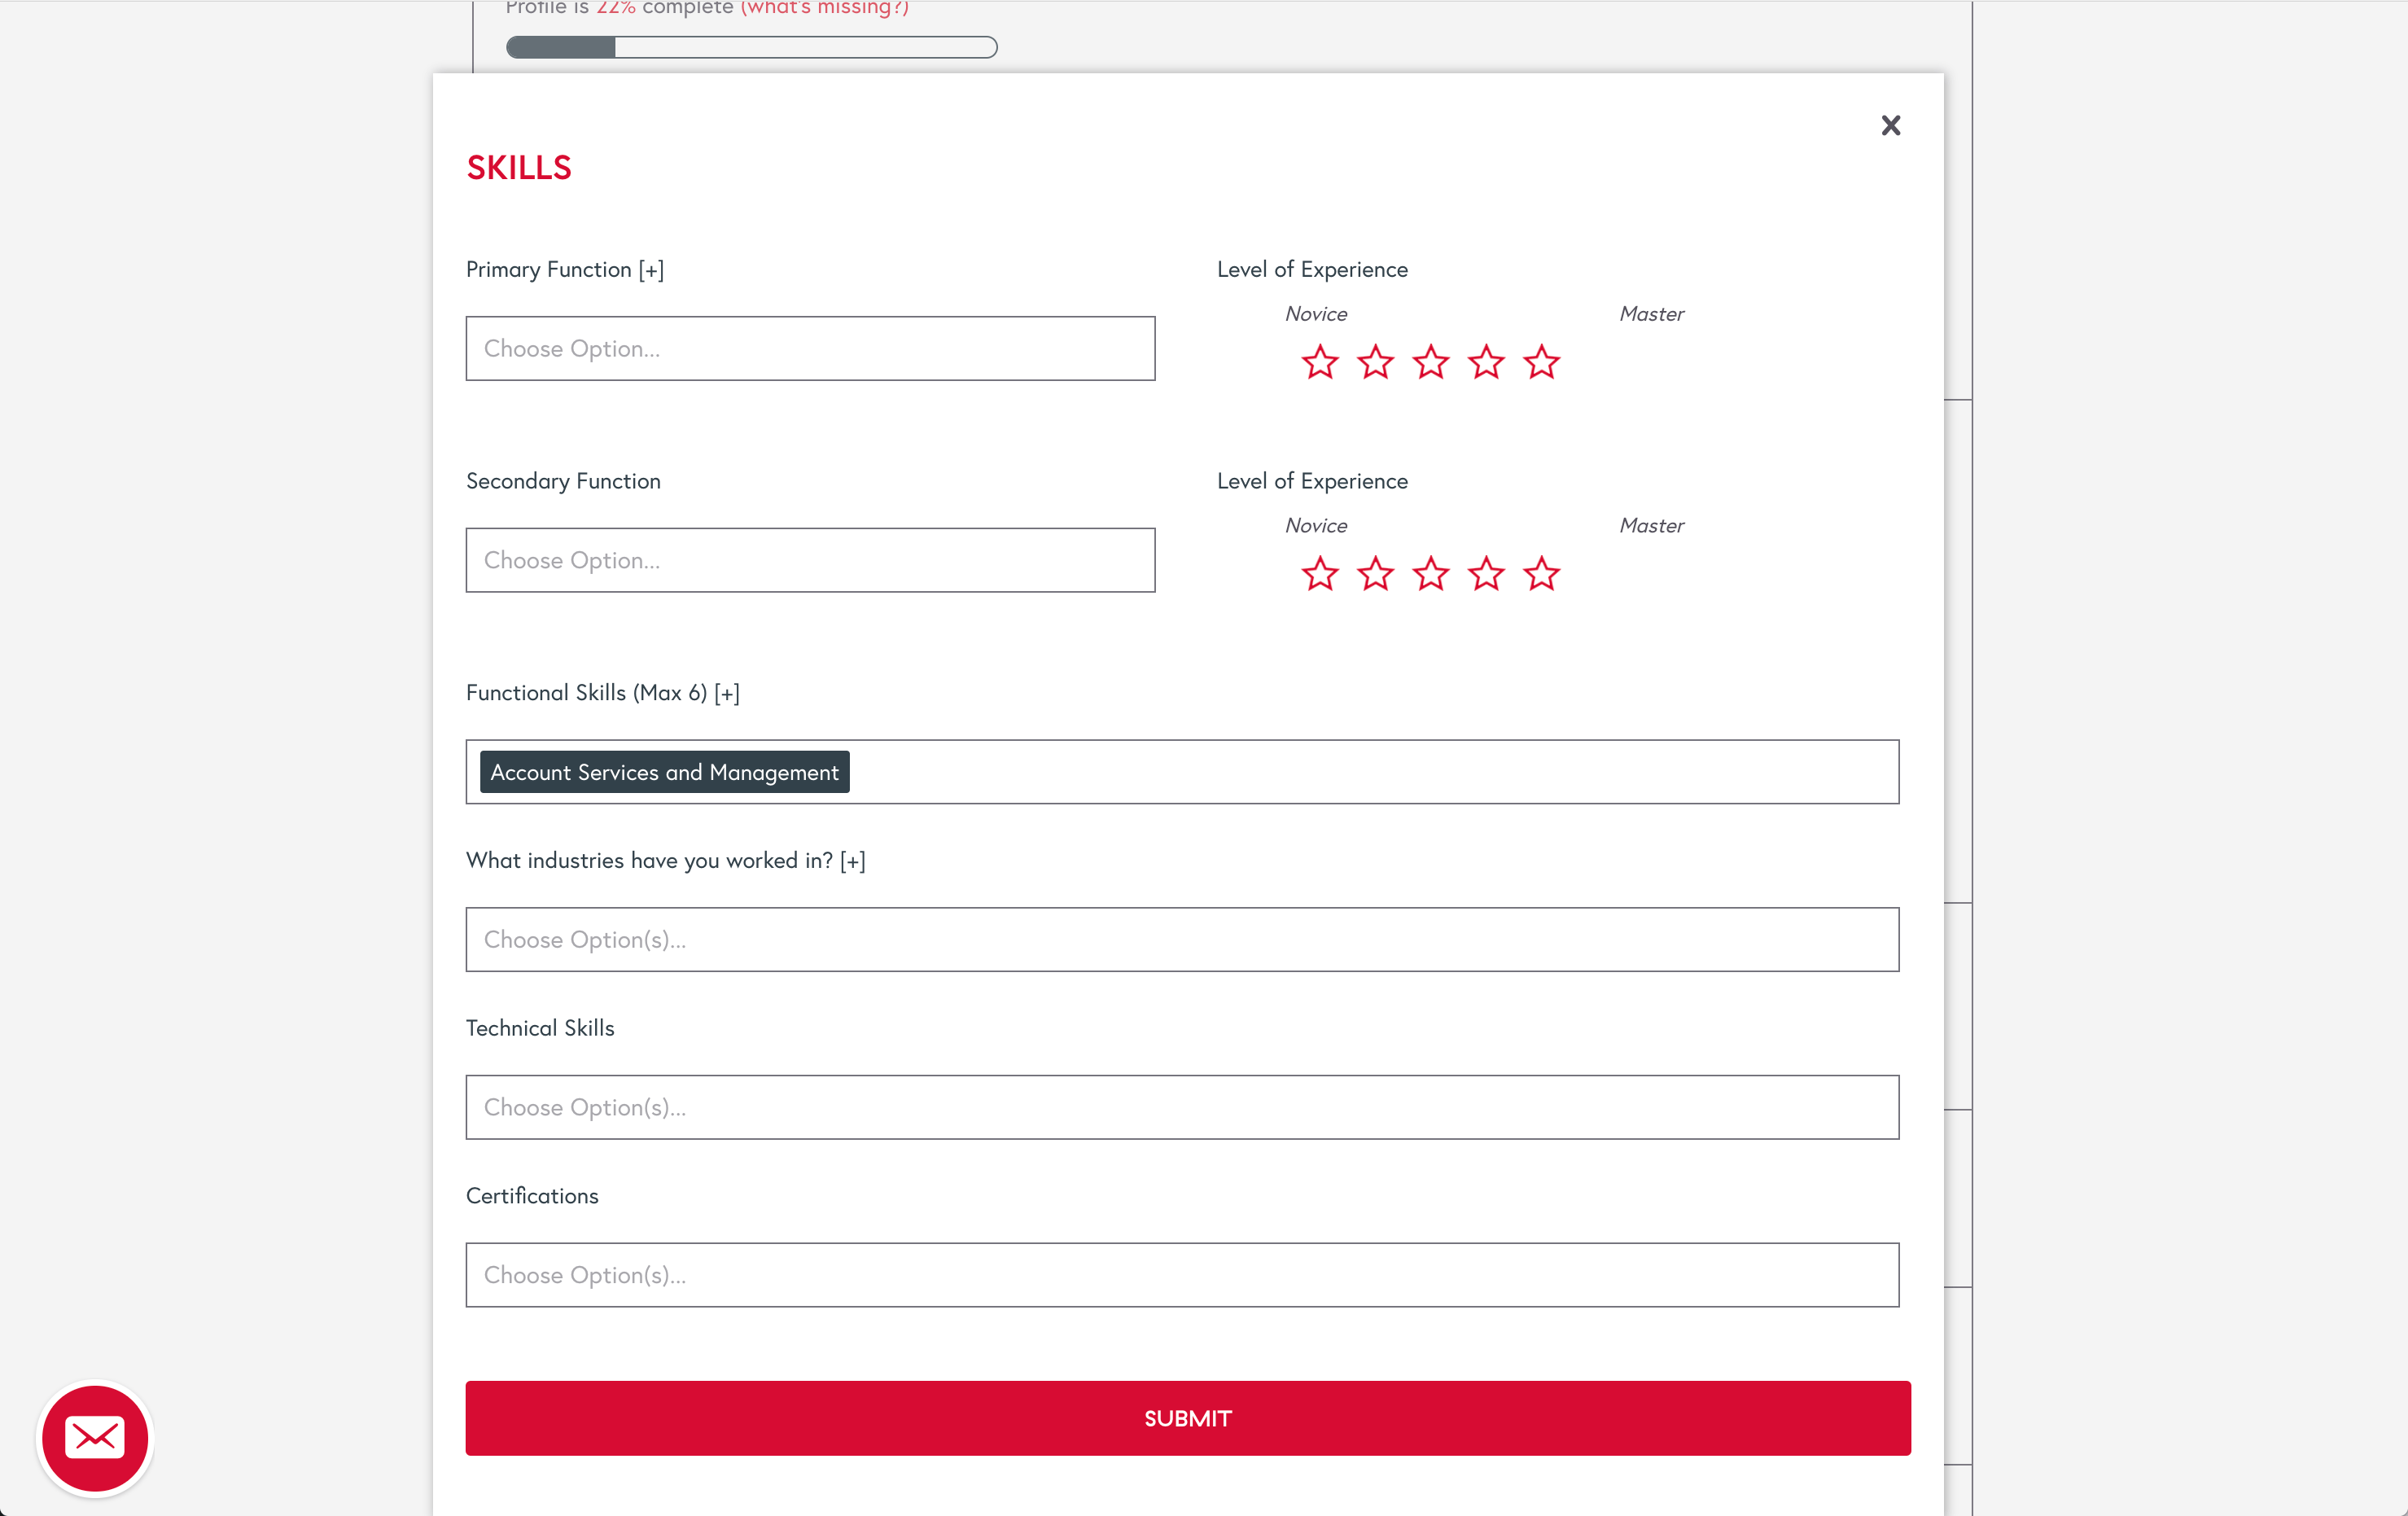 Profile is 22% complete (what's missing?)
SKILLS
Primary Function [+]
Level of Experience
Novice
Master
Choose Option...
Secondary Function
Level of Experience
Novice
Master
Choose Option...
Functional Skills (Max 6) [+]
Account Services and Management
What industries have you worked in? [+]
Choose Option(s)...
Technical Skills
Choose Option(s)...
Certifications
Choose Option(s)...
SUBMIT